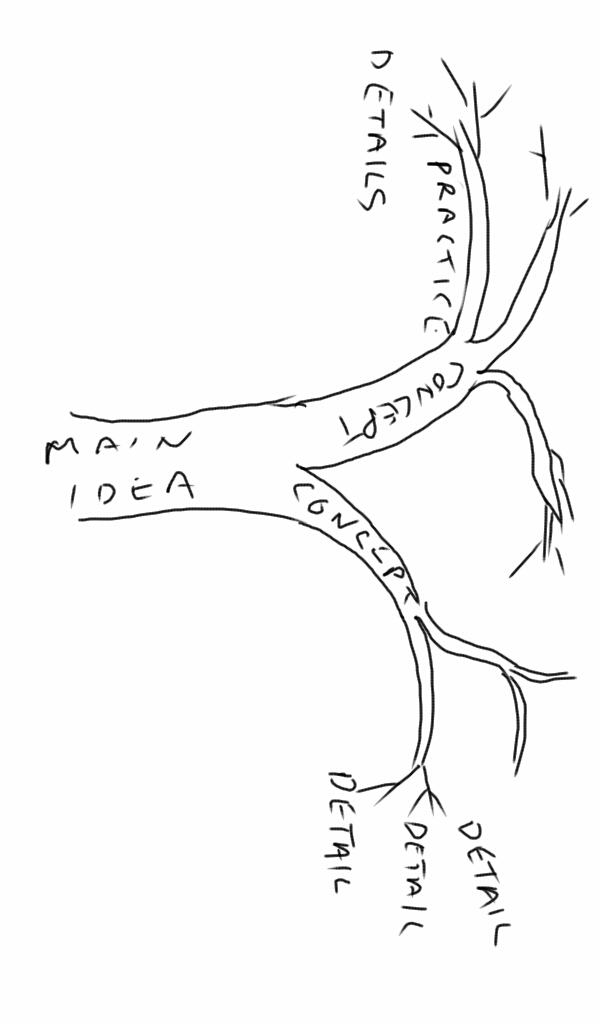 DETAILS
PRACTICE
CONCEPT
MAIN
IDEA
CONCEPT
DETAIL
DETAIL
DETAIL